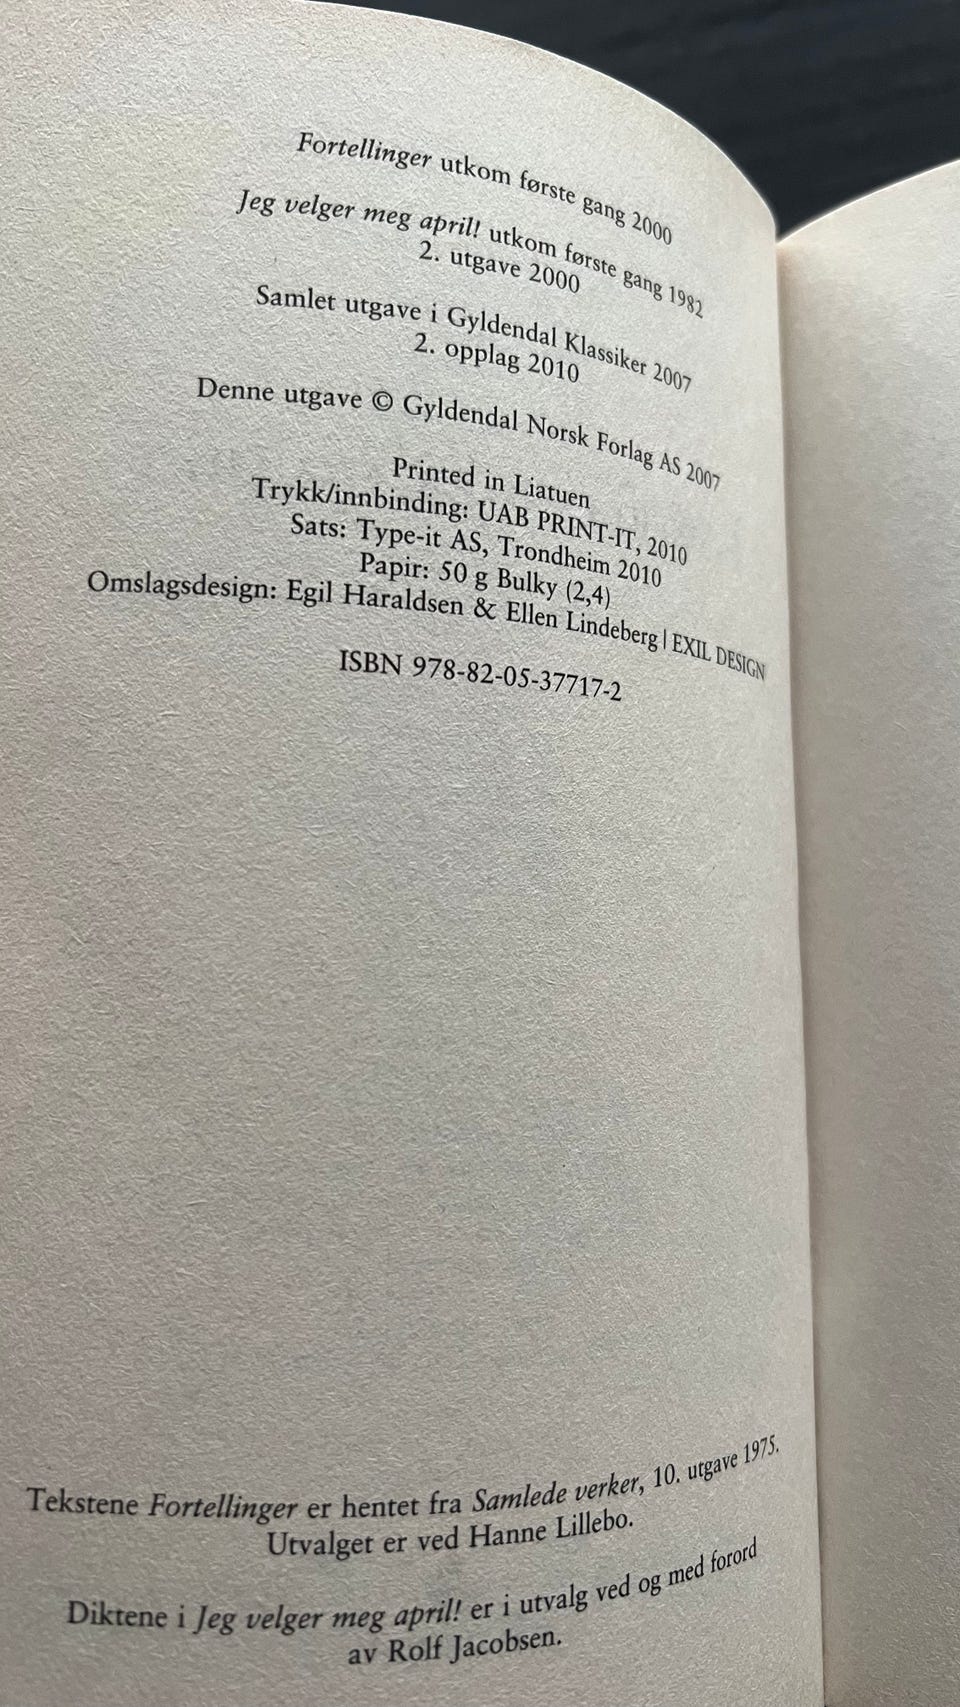 Fortellinger utkom første gang 2000
Jeg velger meg april! utkom første gang 1982
2. utgave 2000
Samlet utgave i Gyldendal Klassiker 2007
2. opplag 2010
Denne utgave © Gyldendal Norsk Forlag AS 2007
Printed in Liatuen
Trykk/innbinding: UAB PRINT-IT, 2010
Sats: Type-it AS, Trondheim 2010
Papir: 50 g Bulky (2,4)
Omslagsdesign: Egil Haraldsen & Ellen Lindeberg | EXIL DESIGN
ISBN 978-82-05-37717-2
Tekstene Fortellinger er hentet fra Samlede verker, 10. utgave 1975.
Utvalget er ved Hanne Lillebo.
Diktene i Jeg velger meg april! er i utvalg ved og med forord
av Rolf Jacobsen.